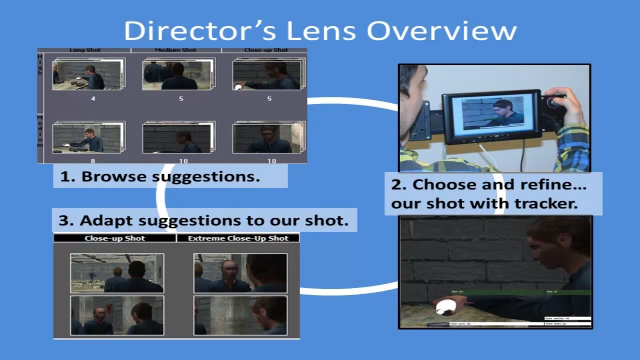 Director's Lens Overview
Long Shot Medium Shot Close-up Shot
4 5 5
8 10 10
1. Browse suggestions.
2. Choose and refine...
our shot with tracker.
3. Adapt suggestions to our shot.
Close-up Shot Extreme Close-Up Shot